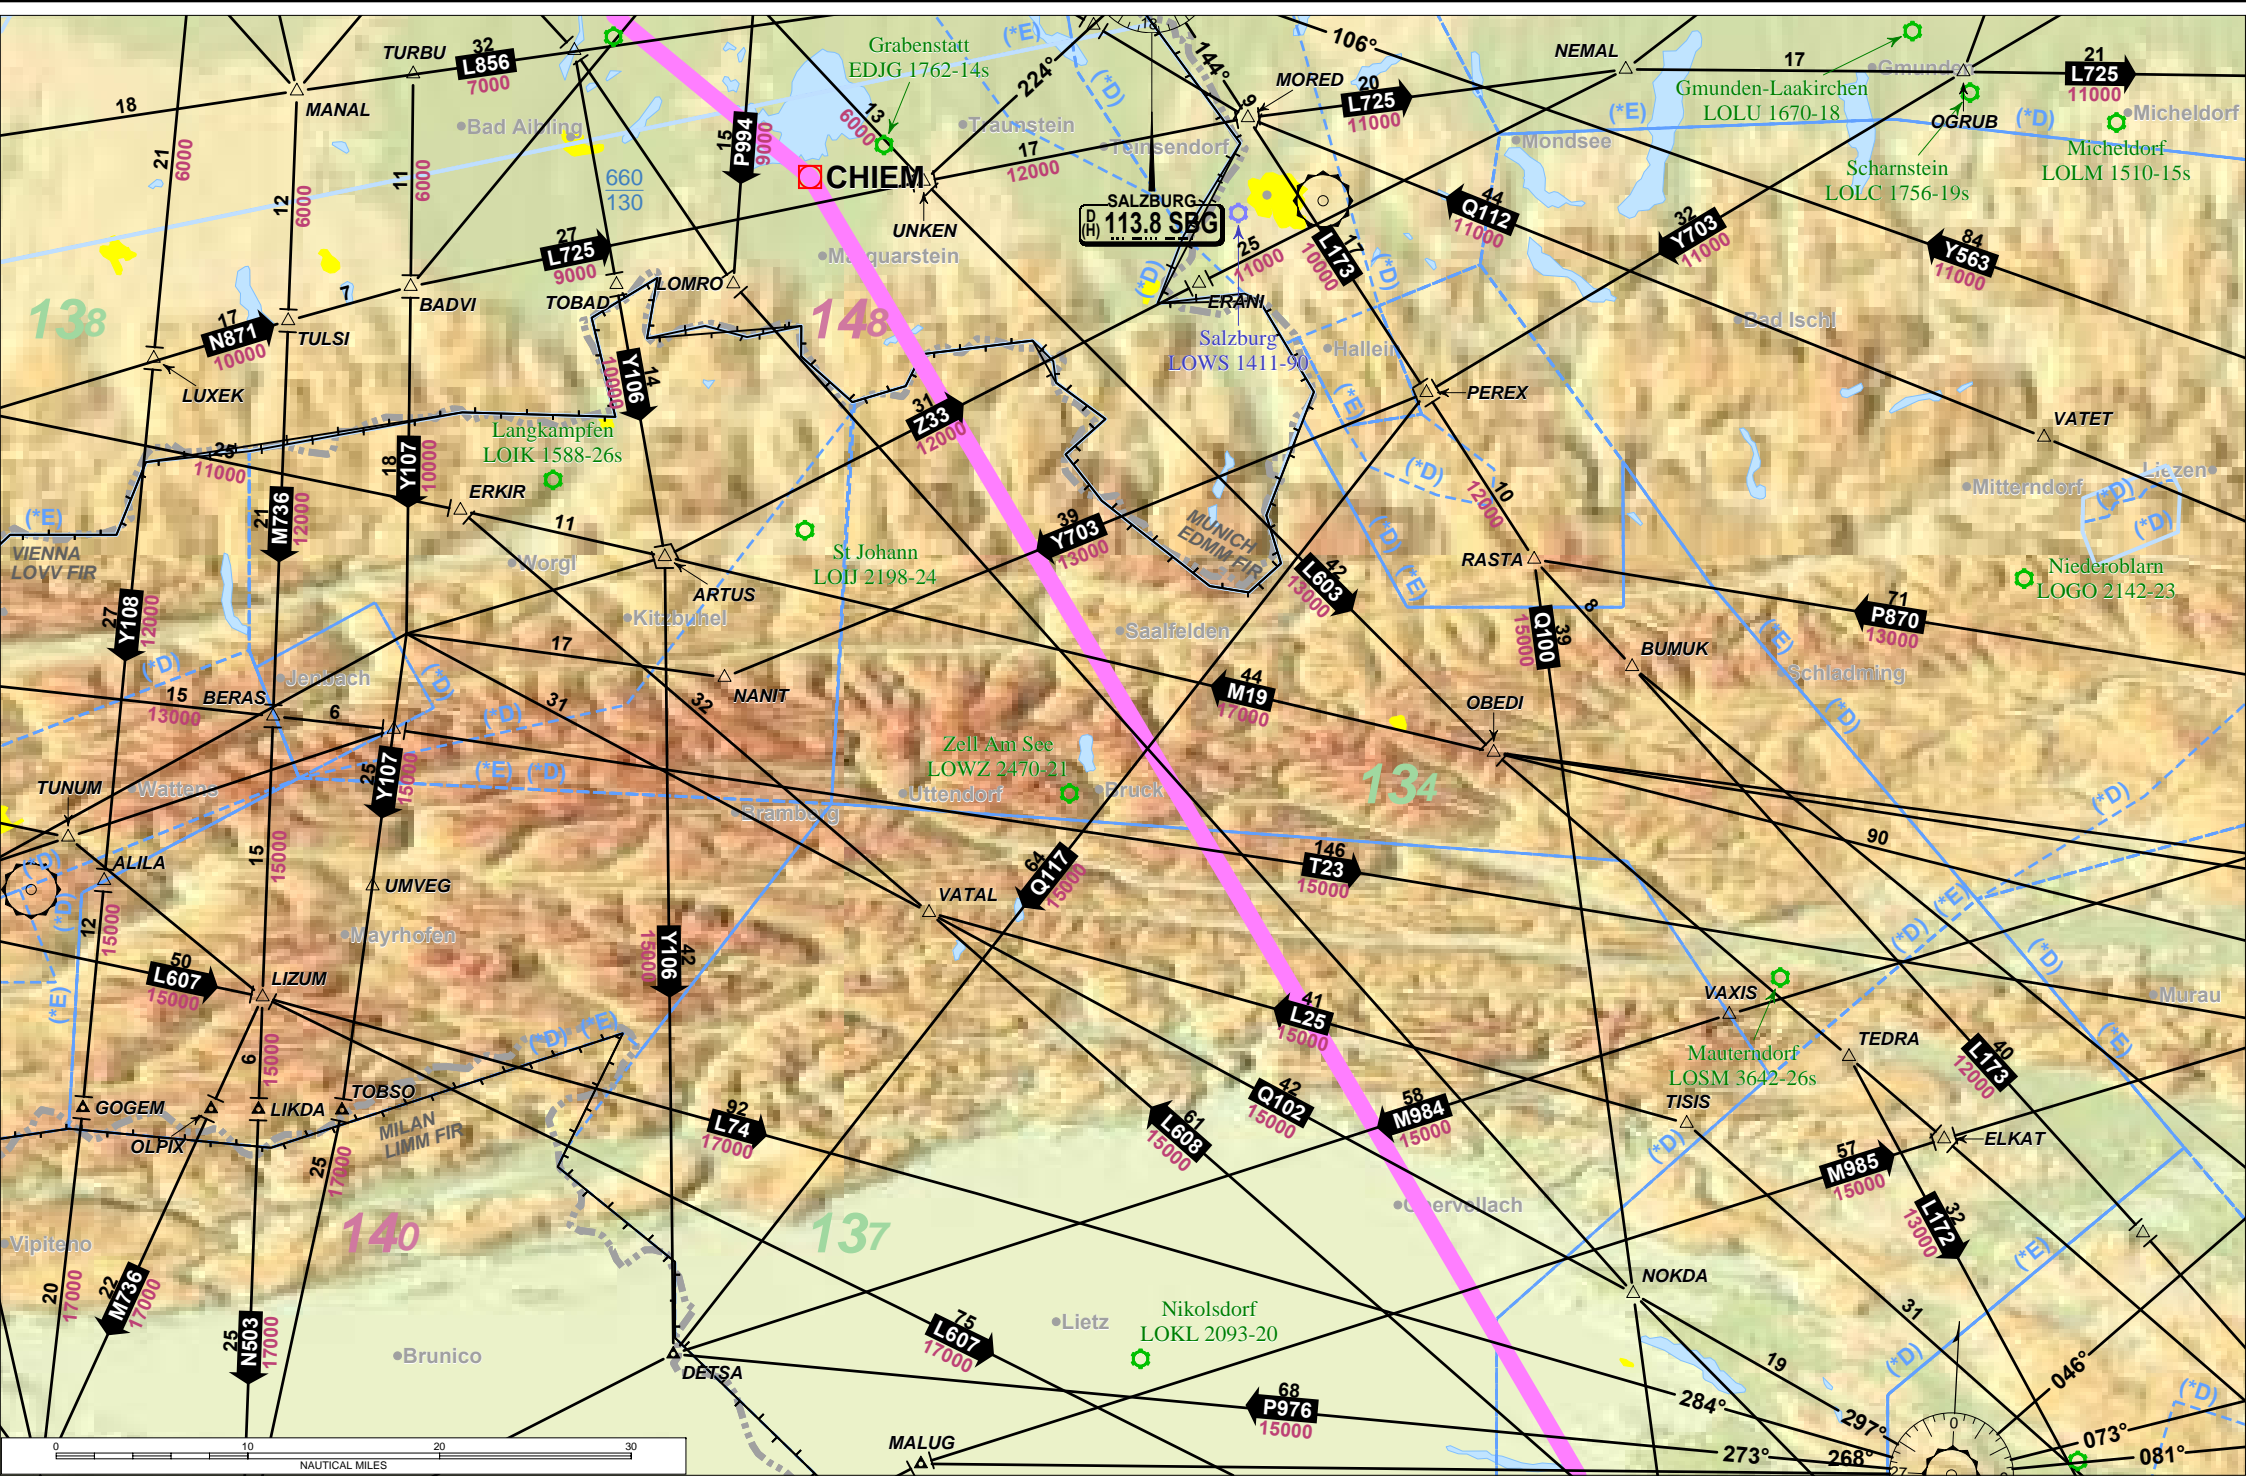 TURBU
32
L856
7000
MANAL
18
21
6000
12
6000
11
6000
Bad Aibling
660
130
15
P994
9000
Grabenstatt
EDJG 1762-14s
13
6000
(*E)
(*D)
18
106°
144°
224°
9
MORED
Traunstein
Teinsendorf
17
12000
CHIEM
UNKEN
SALZBURG
D
(H) 113.8 SBG
20
L725
11000
NEMAL
17
Gmunden
Gmunden-Laakirchen
LOLU 1670-18
21
L725
11000
OGRUB
Scharnstein
LOLC 1756-19s
Micheldorf
Micheldorf
LOLM 1510-15s
(*E)
(*D)
Mondsee
44
Q112
11000
32
Y703
11000
84
Y563
11000
27
L725
9000
Marquarstein
LOMRO
TOBAD
BADVI
7
TULSI
17
N871
10000
LUXEK
138
148
25
11000
ERANI
(*D)
17
L173
10000
(*D)
Salzburg
LOWS 1411-90
Hallein
Bad Ischl
PEREX
VATET
Liezen
Mitterndorf
(*D)
(*D)
14
Y106
10000
31
Z33
12000
Langkampfen
LOIK 1588-26s
25
11000
18
Y107
10000
ERKIR
11
21
M736
12000
(*E)
VIENNA
LOVV FIR
Worgl
ARTUS
St Johann
LOIJ 2198-24
39
Y703
13000
MUNICH
EDMM FIR
42
L603
13000
(*E)
(*D)
12000
10
(*D)
(*E)
RASTA
8
39
Q100
15000
BUMUK
71
P870
13000
Niederoblarn
LOGO 2142-23
Schladming
(*E)
(*D)
27
Y108
12000
(*D)
Jenbach
BERAS
15
13000
6
(*D)
17
NANIT
Kitzbuhel
31
32
(*D)
(*E)
(*D)
Saalfelden
44
M19
17000
OBEDI
134
Zell Am See
LOWZ 2470-21
Bruck
Uttendorf
Bramberg
TUNUM
Wattens
25
Y107
15000
ALILA
(*D)
(*D)
12
15000
15
15000
UMVEG
Mayrhofen
VATAL
64
Q117
15000
146
T23
15000
90
(*D)
(*E)
(*D)
(*D)
(*E)
Murau
50
L607
15000
LIZUM
(*E)
42
Y106
15000
41
L25
15000
VAXIS
Mauterndorf
LOSM 3642-26s
TEDRA
40
L173
12000
6
15000
(*D)
(*E)
TOBSO
GOGEM
LIKDA
OLPIX
MILAN
LIMM FIR
92
L74
17000
61
L608
15000
42
Q102
15000
58
M984
15000
TISIS
(*D)
ELKAT
57
M985
15000
32
L172
13000
(*E)
Obervellach
25
17000
Vipiteno
140
137
20
17000
22
M736
17000
25
N503
17000
Brunico
DETSA
75
L607
17000
Lietz
Nikolsdorf
LOKL 2093-20
68
P976
15000
NOKDA
19
31
(*D)
(*D)
046°
284°
297°
273°
268°
073°
081°
0
27
MALUG
0
10
20
30
NAUTICAL MILES